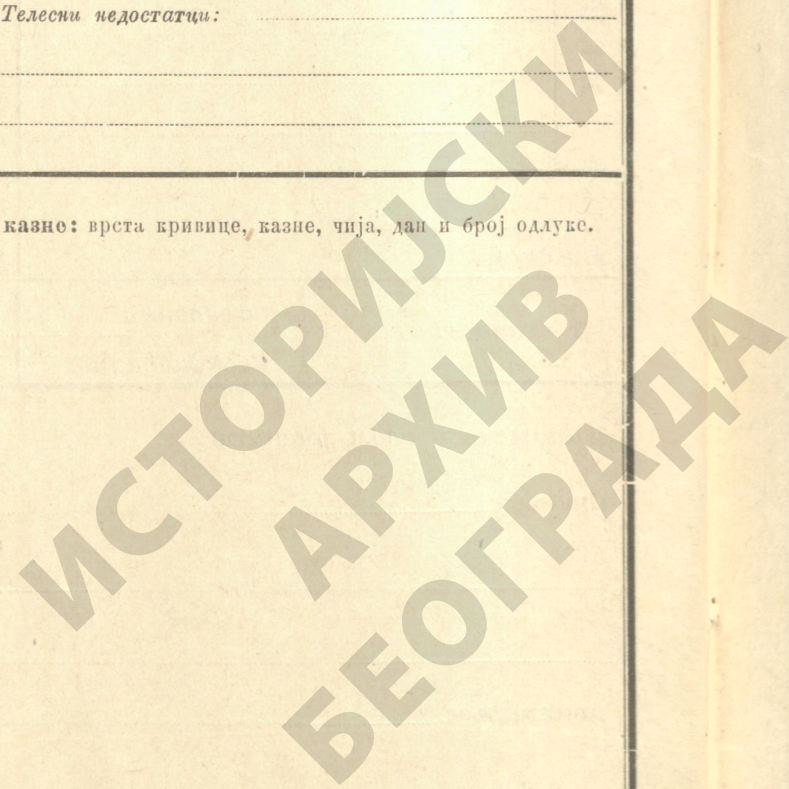 Телесни недостатци:
казне: врста кривице, казне, чија, дан и број одлуке.
ИСТОРИЈСКИ
АРХИВ
БЕОГРАДА